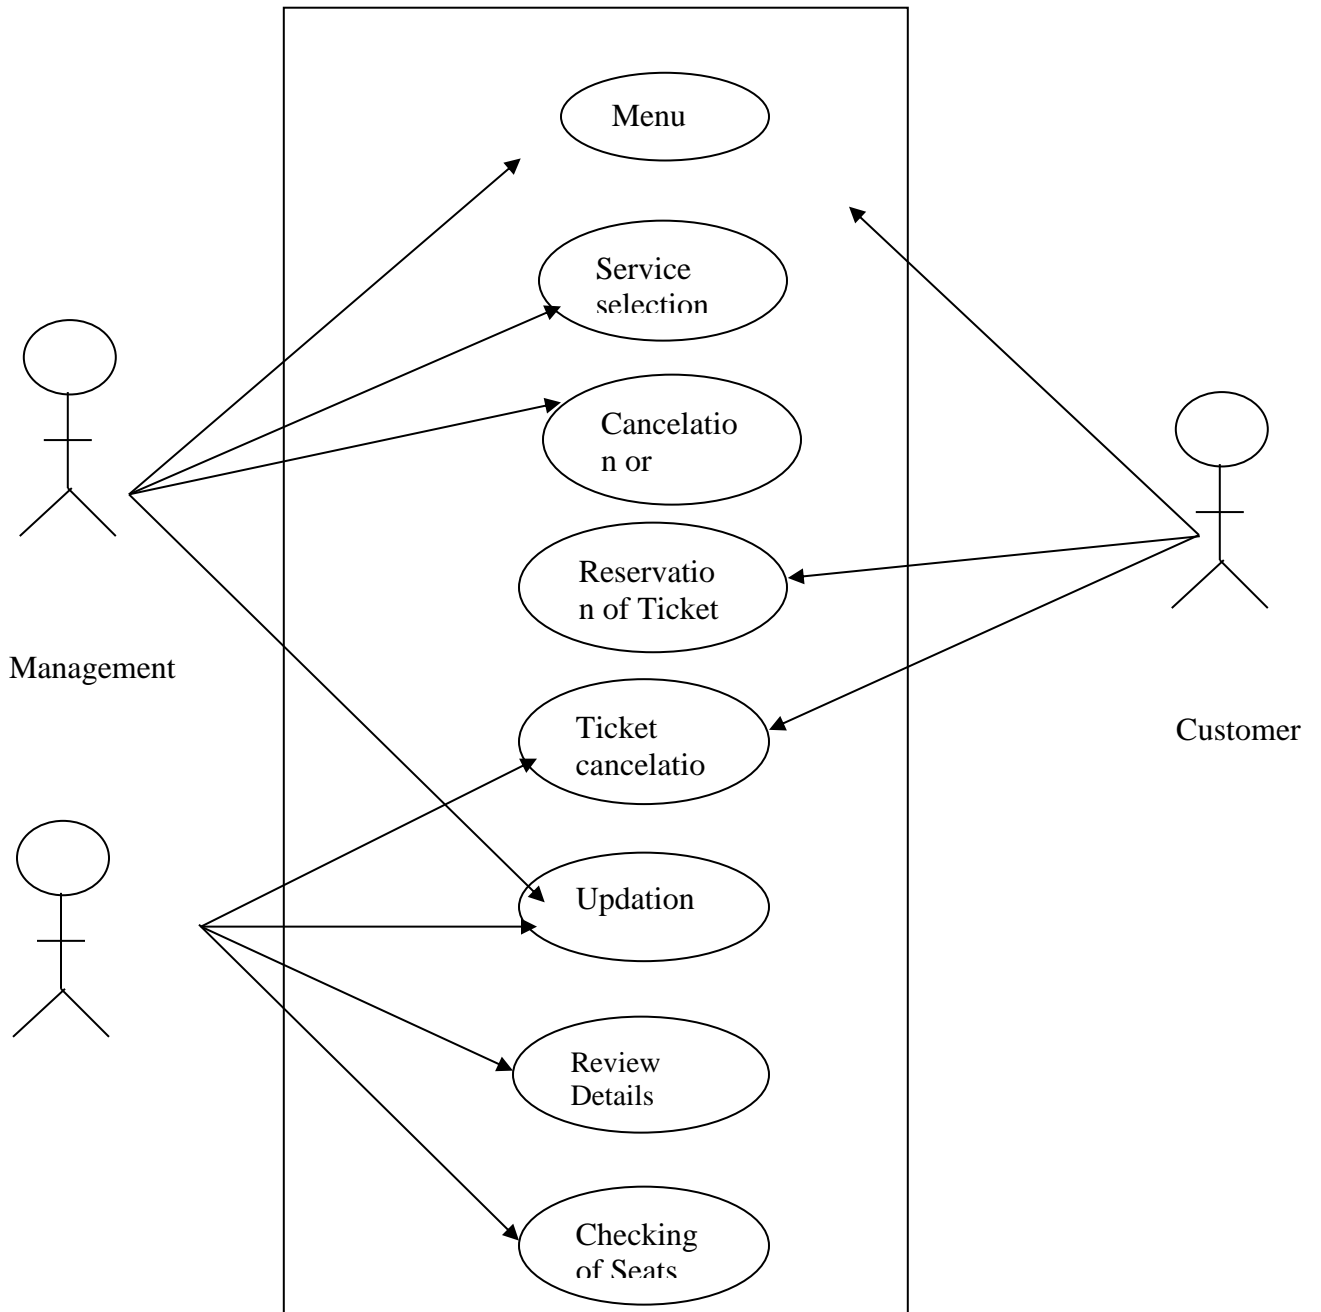 Menu
Service
selection
Cancelatio
n or
Reservatio
n of Ticket
Management
Ticket
cancelatio
Customer
Updation
Review
Details
Checking
of Seats